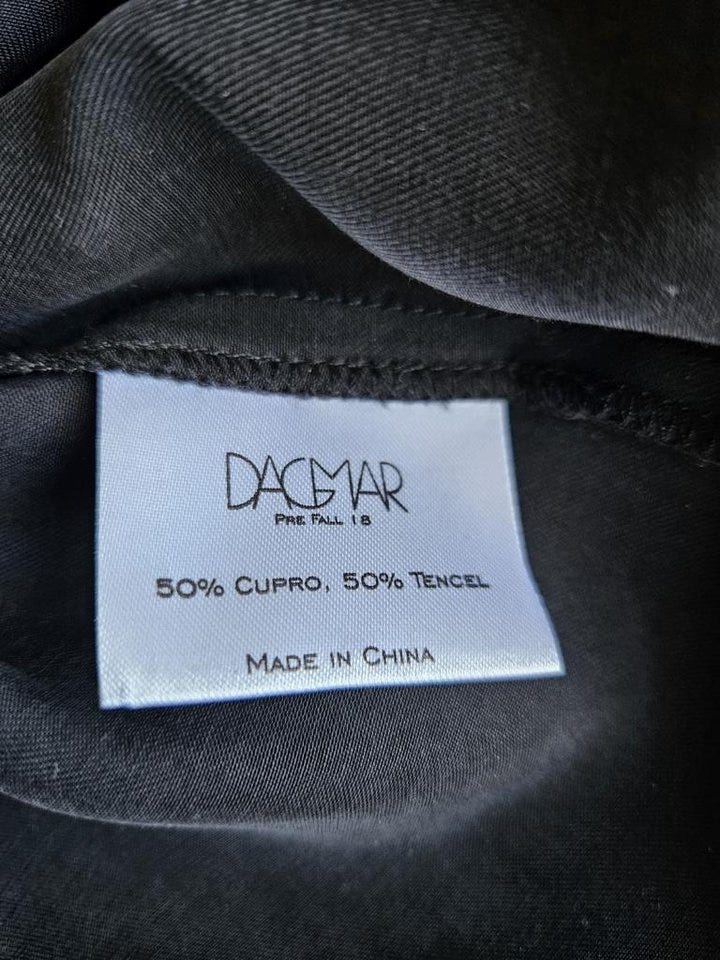 DAGMAR
PRE FALL 18
50% CUPRO, 50% TENCEL
MADE IN CHINA